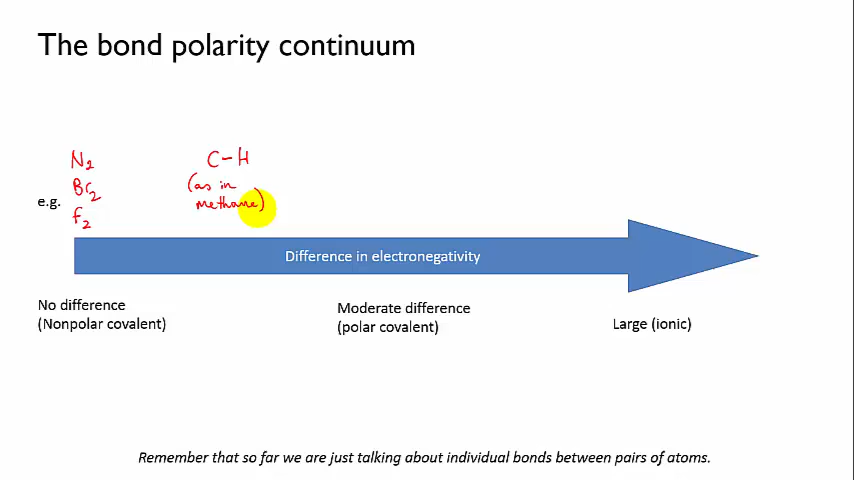 The bond polarity continuum
N2
Br2
F2
C-H
(as in
methane)
e.g.
Difference in electronegativity
No difference
(Nonpolar covalent)
Moderate difference
(polar covalent)
Large (ionic)
Remember that so far we are just talking about individual bonds between pairs of atoms.